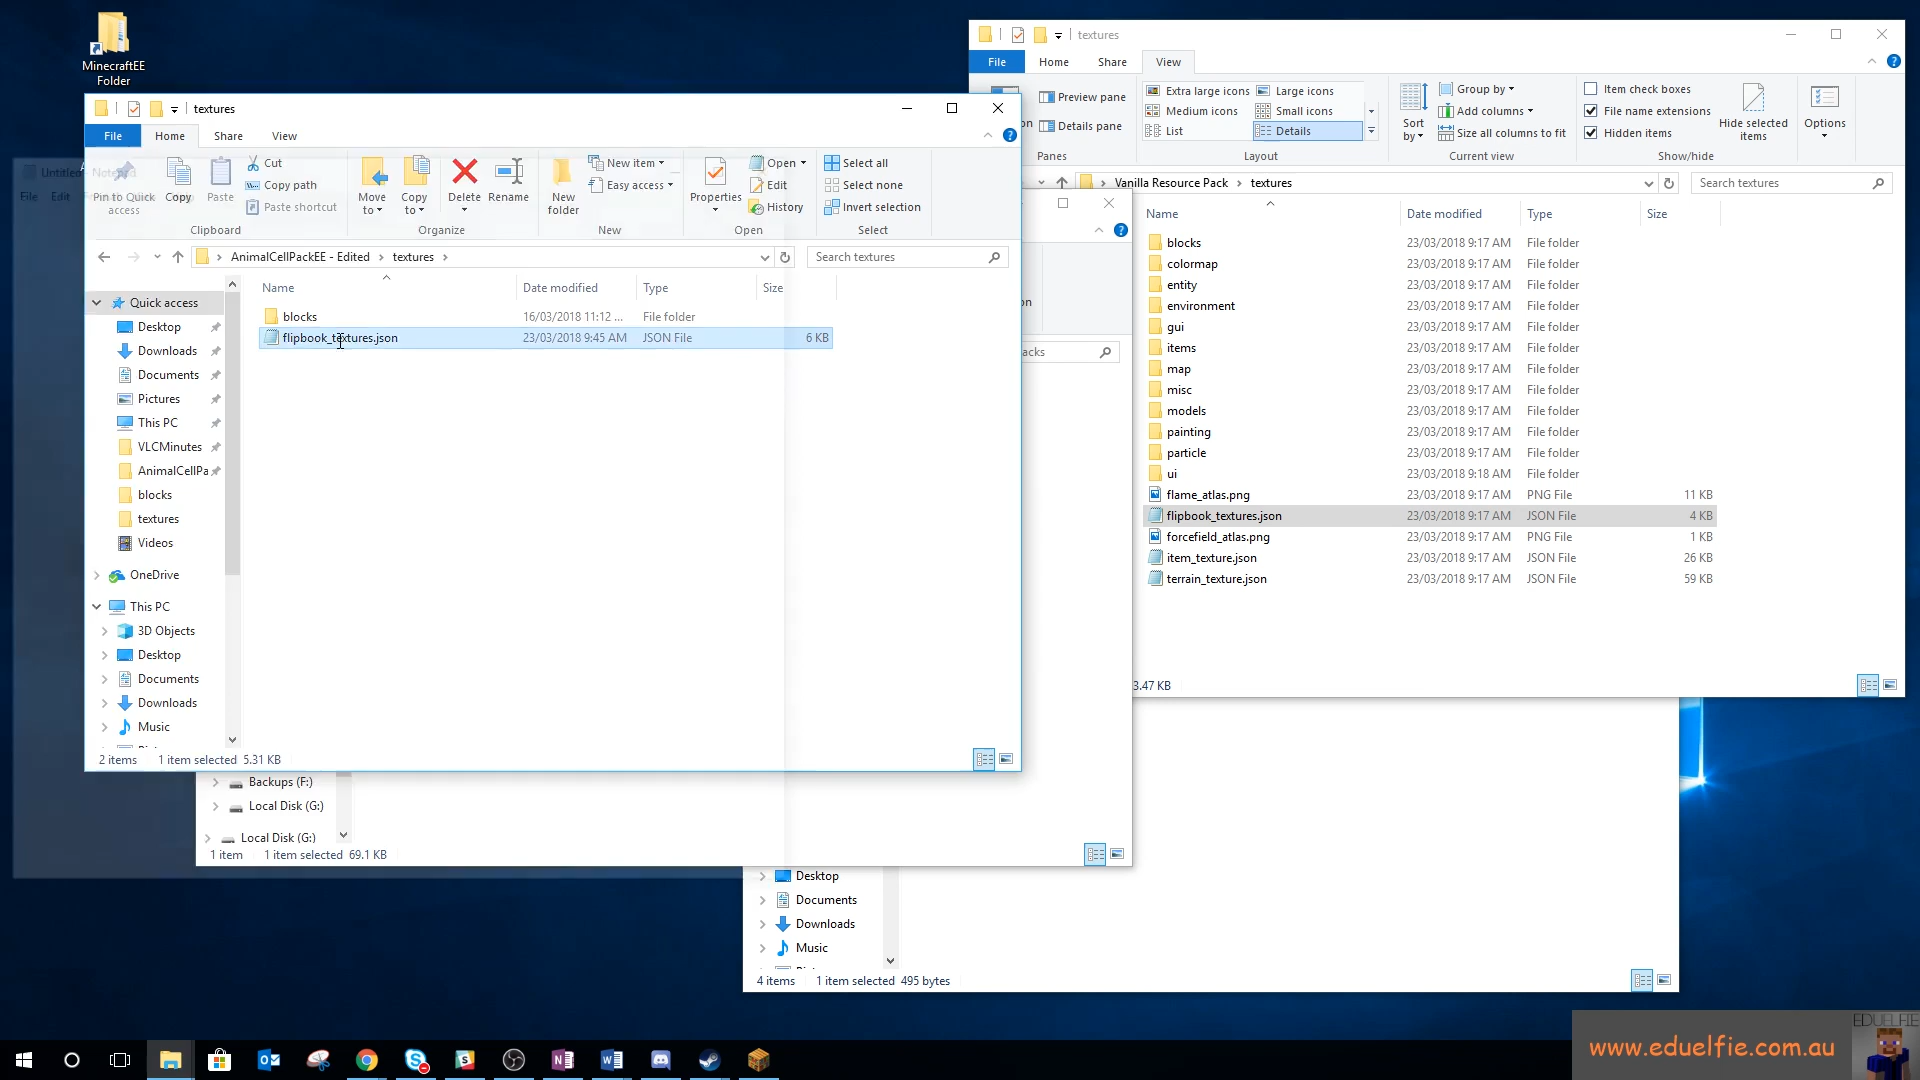 MinecraftEE
Folder
textures
File
Home
Share
View
Pin to Quick
access
Copy
Paste
Cut
Copy path
Paste shortcut
Clipboard
Move
to
Copy
to
Delete
Rename
Organize
New
folder
New item
Easy access
New
Properties
Open
Edit
History
Open
Select all
Select none
Invert selection
Select
Untitled
Notepad
File Edit
AnimalCellPackEE - Edited
textures
Search textures
Name
Date modified
Type
Size
blocks 16/03/2018 11:12 ... File folder
flipbook_textures.json 23/03/2018 9:45 AM JSON File 6 KB
Quick access
Desktop
Downloads
Documents
Pictures
This PC
VLCMinutes
AnimalCellPa
blocks
textures
Videos
OneDrive
This PC
3D Objects
Desktop
Documents
Downloads
Music
2 items 1 item selected 5.31 KB
acks
Backups (F:)
Local Disk (G:)
Local Disk (G:)
1 item 1 item selected 69.1 KB
Desktop
Documents
Downloads
Music
4 items 1 item selected 495 bytes
textures
File
Home
Share
View
Preview pane
Details pane
Panes
Extra large icons
Large icons
Medium icons
Small icons
List
Details
Layout
Sort
by
Group by
Add columns
Size all columns to fit
Current view
Item check boxes
File name extensions
Hidden items
Hide selected
items
Show/hide
Options
Vanilla Resource Pack
textures
Search textures
Name
Date modified
Type
Size
blocks 23/03/2018 9:17 AM File folder
colormap 23/03/2018 9:17 AM File folder
entity 23/03/2018 9:17 AM File folder
environment 23/03/2018 9:17 AM File folder
gui 23/03/2018 9:17 AM File folder
items 23/03/2018 9:17 AM File folder
map 23/03/2018 9:17 AM File folder
misc 23/03/2018 9:17 AM File folder
models 23/03/2018 9:17 AM File folder
painting 23/03/2018 9:17 AM File folder
particle 23/03/2018 9:17 AM File folder
ui 23/03/2018 9:18 AM File folder
flame_atlas.png 23/03/2018 9:17 AM PNG File 11 KB
flipbook_textures.json 23/03/2018 9:17 AM JSON File 4 KB
forcefield_atlas.png 23/03/2018 9:17 AM PNG File 1 KB
item_texture.json 23/03/2018 9:17 AM JSON File 26 KB
terrain_texture.json 23/03/2018 9:17 AM JSON File 59 KB
3.47 KB
www.eduelfie.com.au
EDUELFIE